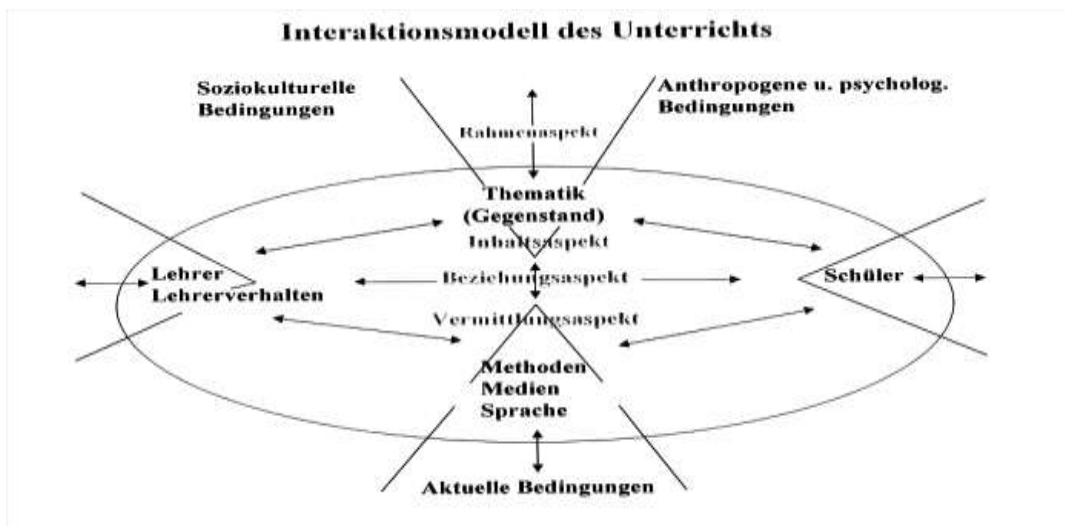 Interaktionsmodell des Unterrichts
Soziokulturelle
Bedingungen
Anthropogene u. psycholog.
Bedingungen
Rahmenaspekt
Thematik
(Gegenstand)
Inhaltsaspekt
Lehrer
Lehrerverhalten
Beziehungsaspekt
Schüler
Vermittlungsaspekt
Methoden
Medien
Sprache
Aktuelle Bedingungen